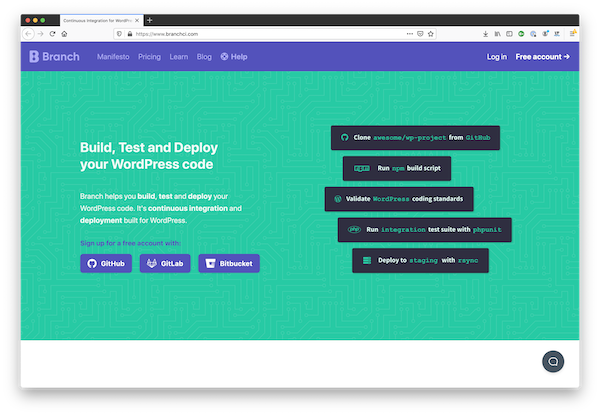 Continuous Integration for WordPre
https://www.branchci.com
Branch
Manifesto
Pricing
Learn
Blog
Help
Log in
Free account →
Build, Test and Deploy
your WordPress code
Branch helps you build, test and deploy your
WordPress code. It's continuous integration and
deployment built for WordPress.
Sign up for a free account with:
GitHub
GitLab
Bitbucket
Clone awesome/wp-project from GitHub
npm Run npm build script
Validate WordPress coding standards
php Run integration test suite with phpunit
Deploy to staging with rsync